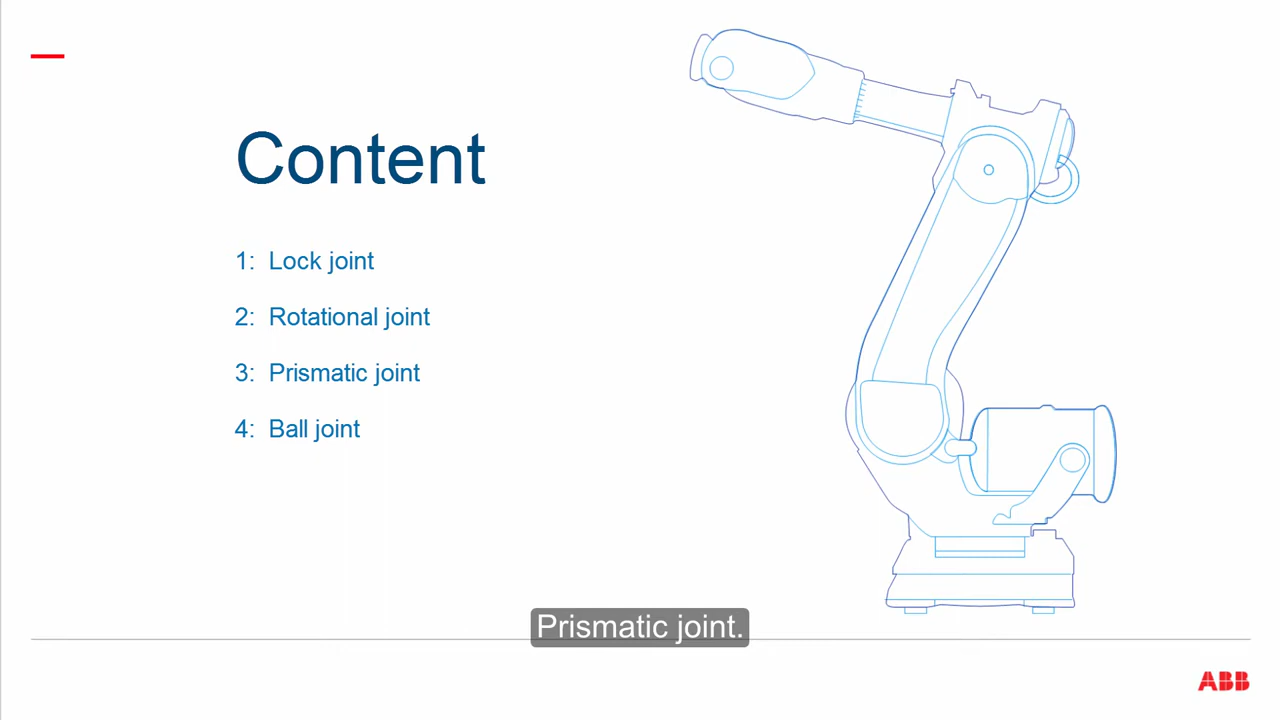 Content
1: Lock joint
2: Rotational joint
3: Prismatic joint
4: Ball joint
Prismatic joint.
ABB